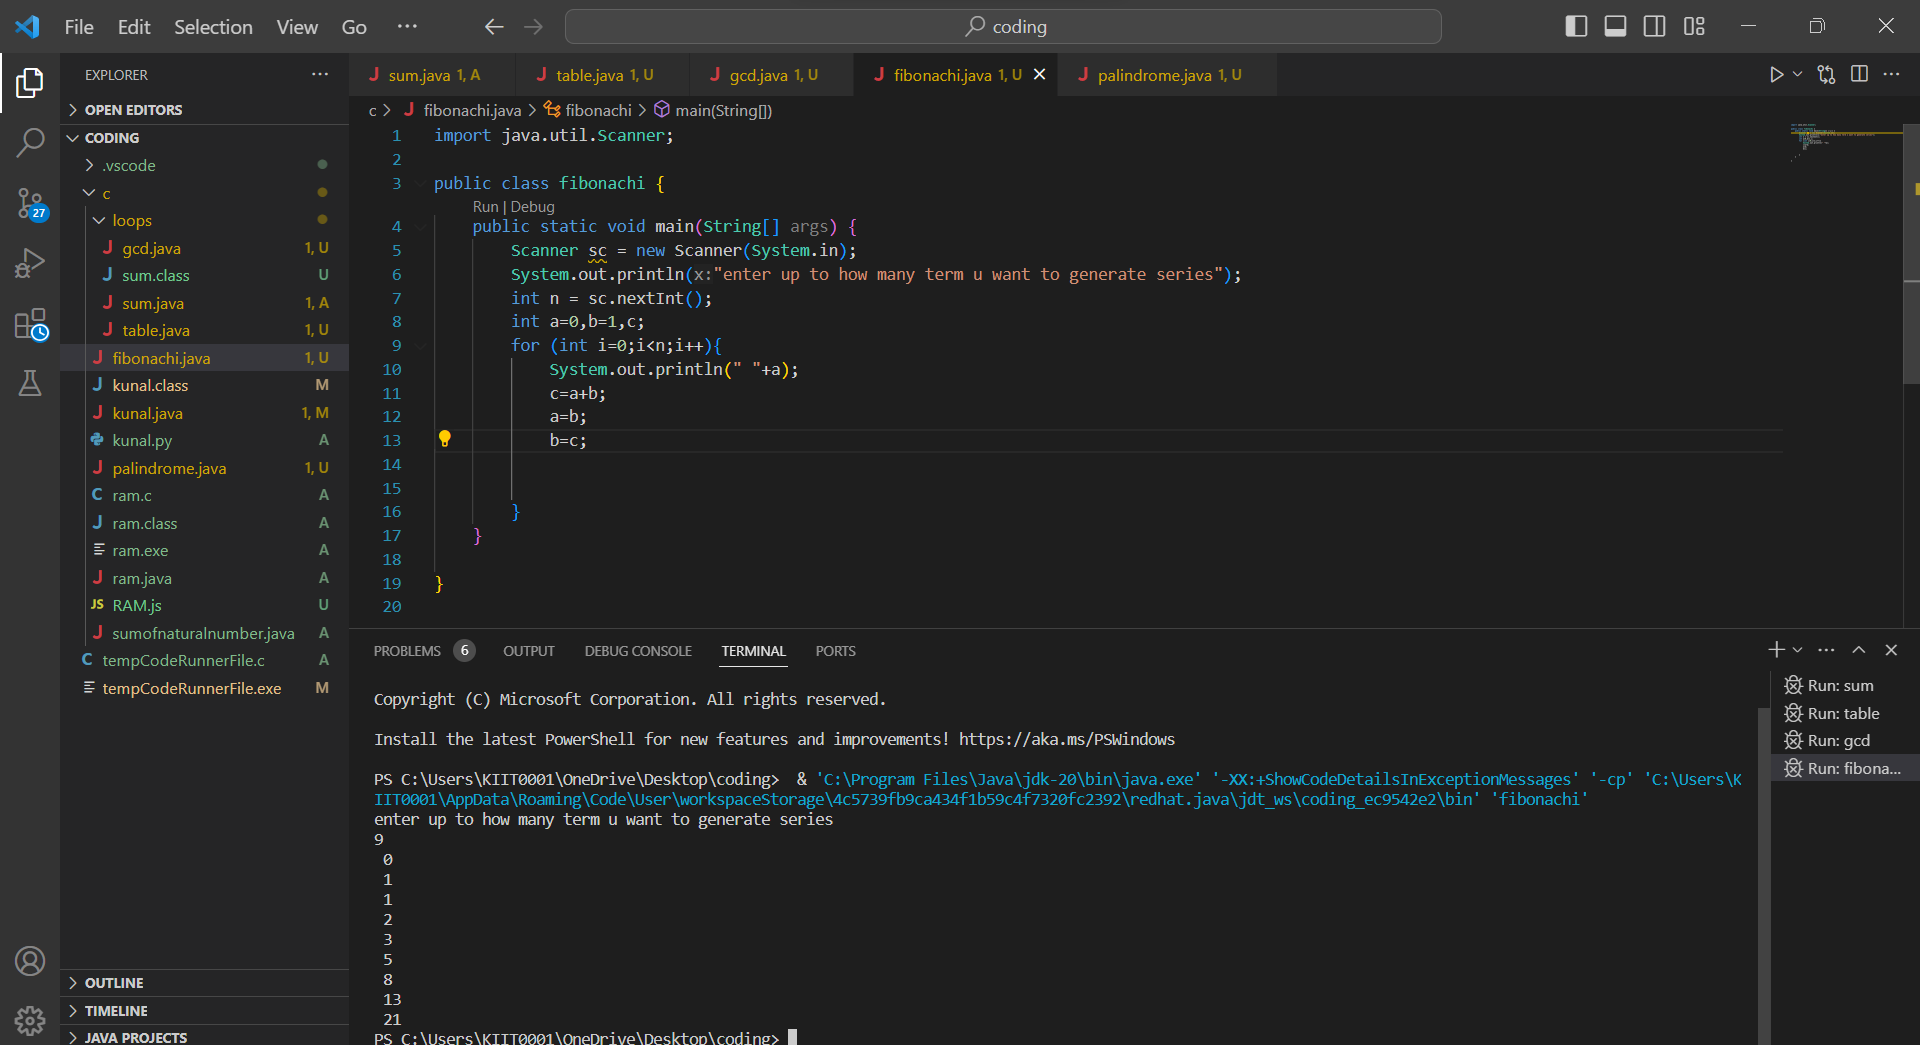 File Edit Selection View Go ··· coding
EXPLORER ···
OPEN EDITORS
CODING
.vscode
c
loops
gcd.java 1, U
sum.class U
sum.java 1, A
table.java 1, U
fibonachi.java 1, U
kunal.class M
kunal.java 1, M
kunal.py A
palindrome.java 1, U
C ram.c A
ram.class A
ram.exe A
ram.java A
JS RAM.js U
sumofnaturalnumber.java A
C tempCodeRunnerFile.c A
tempCodeRunnerFile.exe M
OUTLINE
TIMELINE
JAVA PROJECTS
27
J sum.java 1, A J table.java 1, U J gcd.java 1, U J fibonachi.java 1, U J palindrome.java 1, U
c > J fibonachi.java > fibonachi > main(String[])
1 import java.util.Scanner;
2
3 public class fibonachi {
Run | Debug
4 public static void main(String[] args) {
5 Scanner sc = new Scanner(System.in);
6 System.out.println(x:"enter up to how many term u want to generate series");
7 int n = sc.nextInt();
8 int a=0,b=1,c;
9 for (int i=0;i<n;i++){
10 System.out.println(" "+a);
11 c=a+b;
12 a=b;
13 b=c;
14
15
16 }
17 }
18
19 }
20
PROBLEMS 6 OUTPUT DEBUG CONSOLE TERMINAL PORTS
Copyright (C) Microsoft Corporation. All rights reserved.
Install the latest PowerShell for new features and improvements! https://aka.ms/PSWindows
PS C:\Users\KIIT0001\OneDrive\Desktop\coding> & 'C:\Program Files\Java\jdk-20\bin\java.exe' '-XX:+ShowCodeDetailsInExceptionMessages' '-cp' 'C:\Users\K
IIT0001\AppData\Roaming\Code\User\workspaceStorage\4c5739fb9ca434f1b59c4f7320fc2392\redhat.java\jdt_ws\coding_ec9542e2\bin' 'fibonachi'
enter up to how many term u want to generate series
9
0
1
1
2
3
5
8
13
21
PS C:\Users\KIIT0001\OneDrive\Desktop\coding>
Run: sum
Run: table
Run: gcd
Run: fibona...